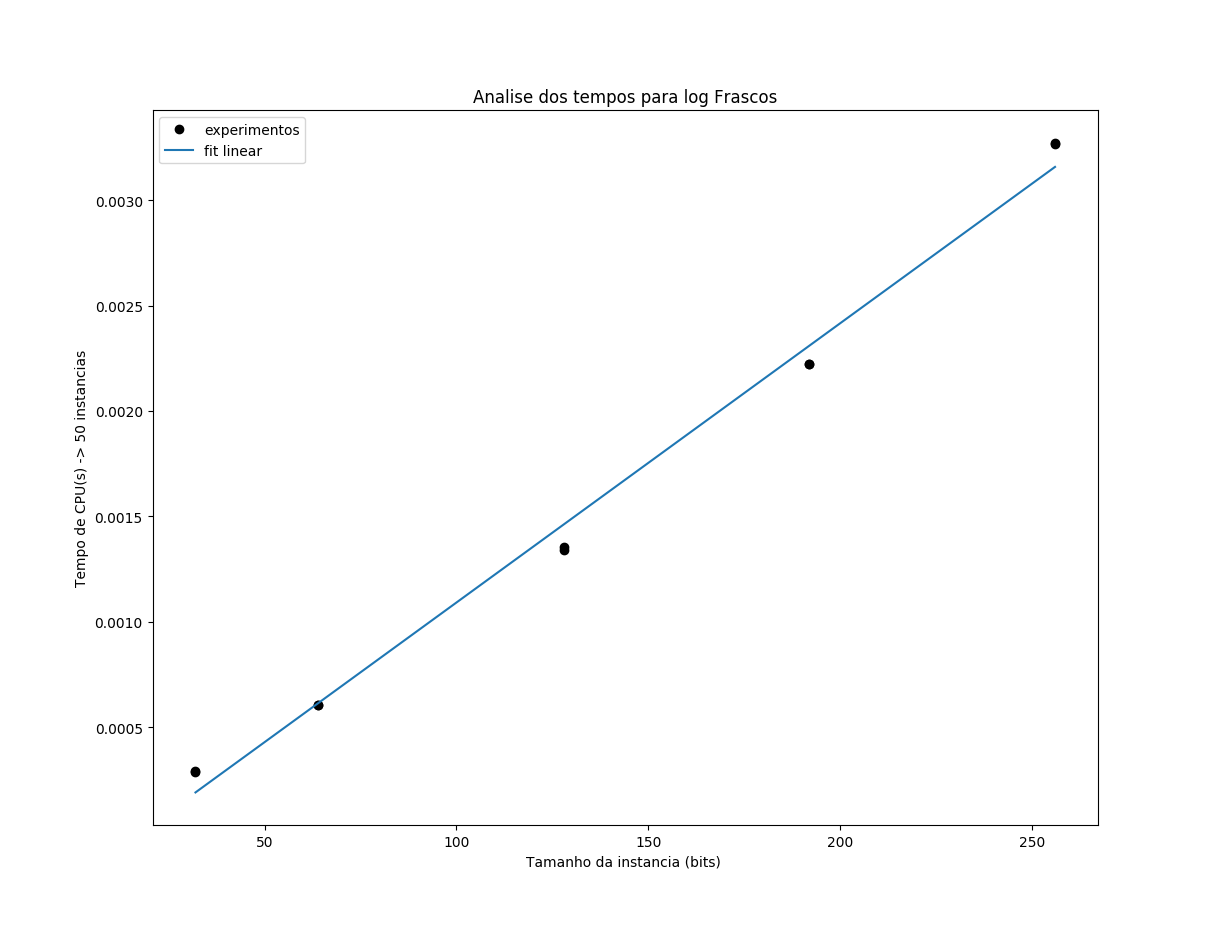 Analise dos tempos para log Frascos
experimentos
fit linear
0.0030
0.0025
0.0020
0.0015
0.0010
0.0005
Tempo de CPU(s) -> 50 instancias
50
100
150
200
250
Tamanho da instancia (bits)